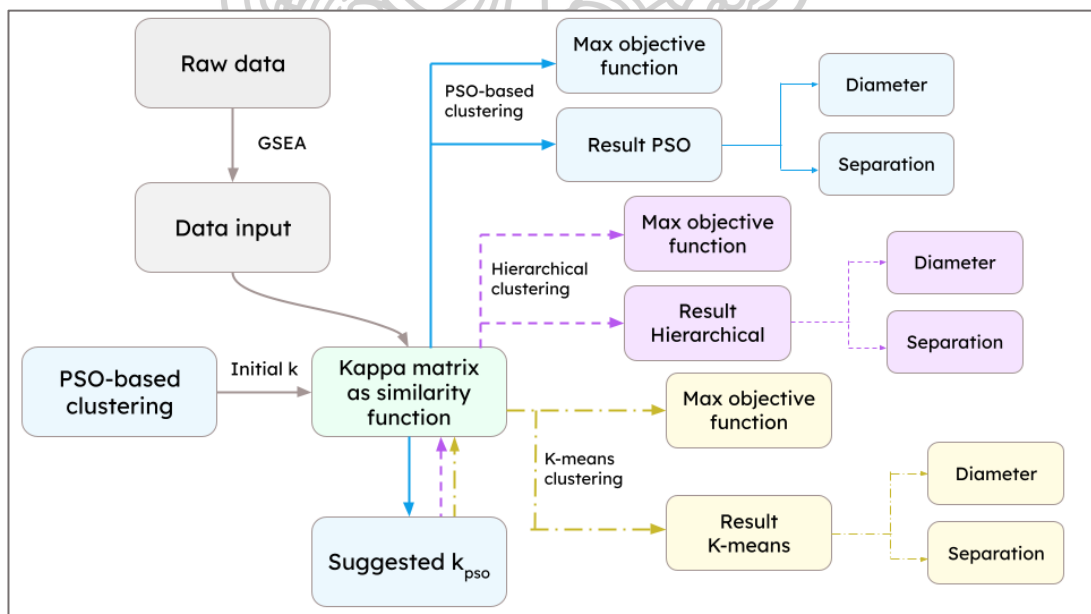 Raw data
GSEA
Data input
PSO-based
clustering
Initial k
Kappa matrix
as similarity
function
Suggested kpso
PSO-based
clustering
Max objective
function
Result PSO
Diameter
Separation
Hierarchical
clustering
Max objective
function
Result
Hierarchical
Diameter
Separation
K-means
clustering
Max objective
function
Result
K-means
Diameter
Separation